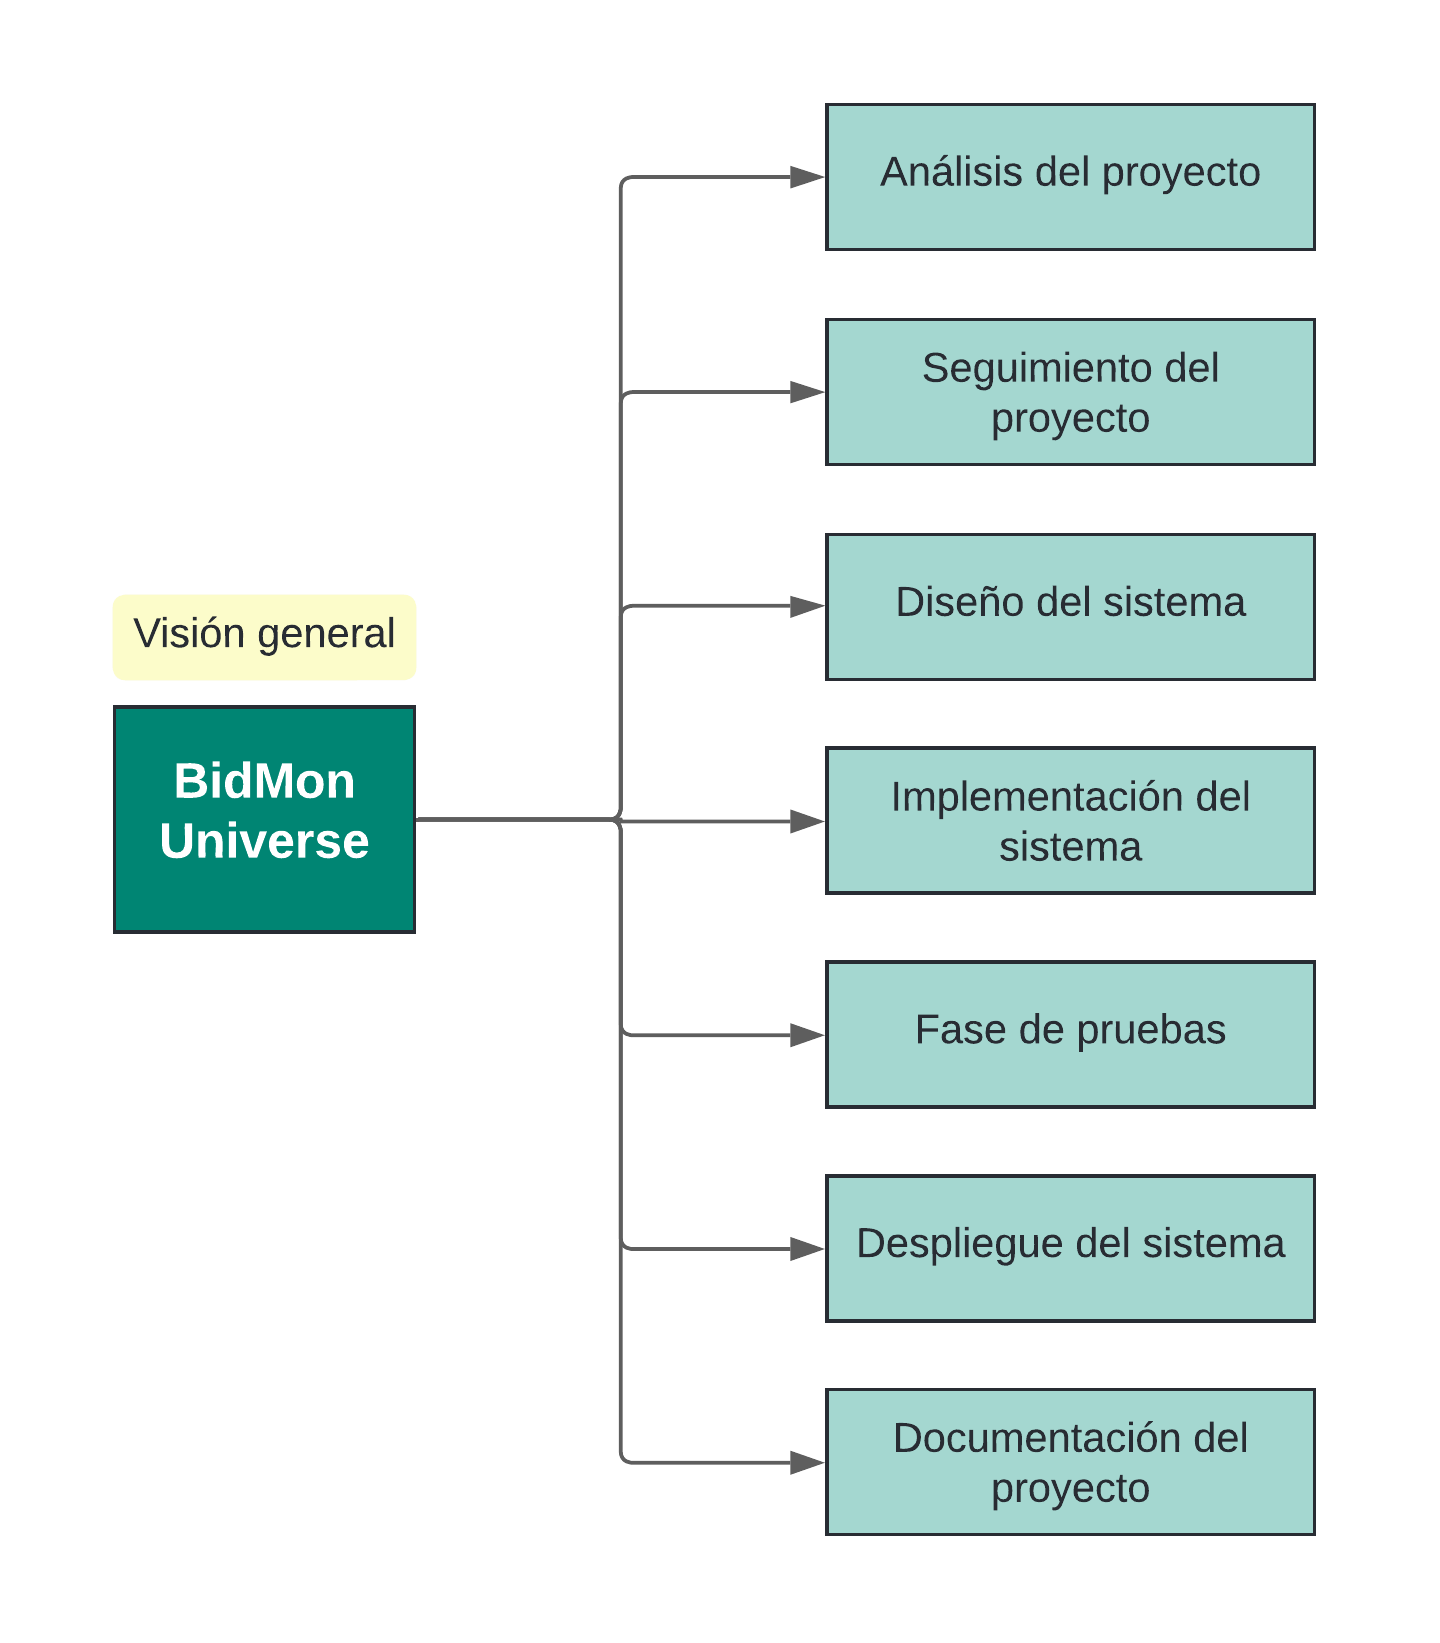 Visión general
BidMon
Universe
Análisis del proyecto
Seguimiento del
proyecto
Diseño del sistema
Implementación del
sistema
Fase de pruebas
Despliegue del sistema
Documentación del
proyecto